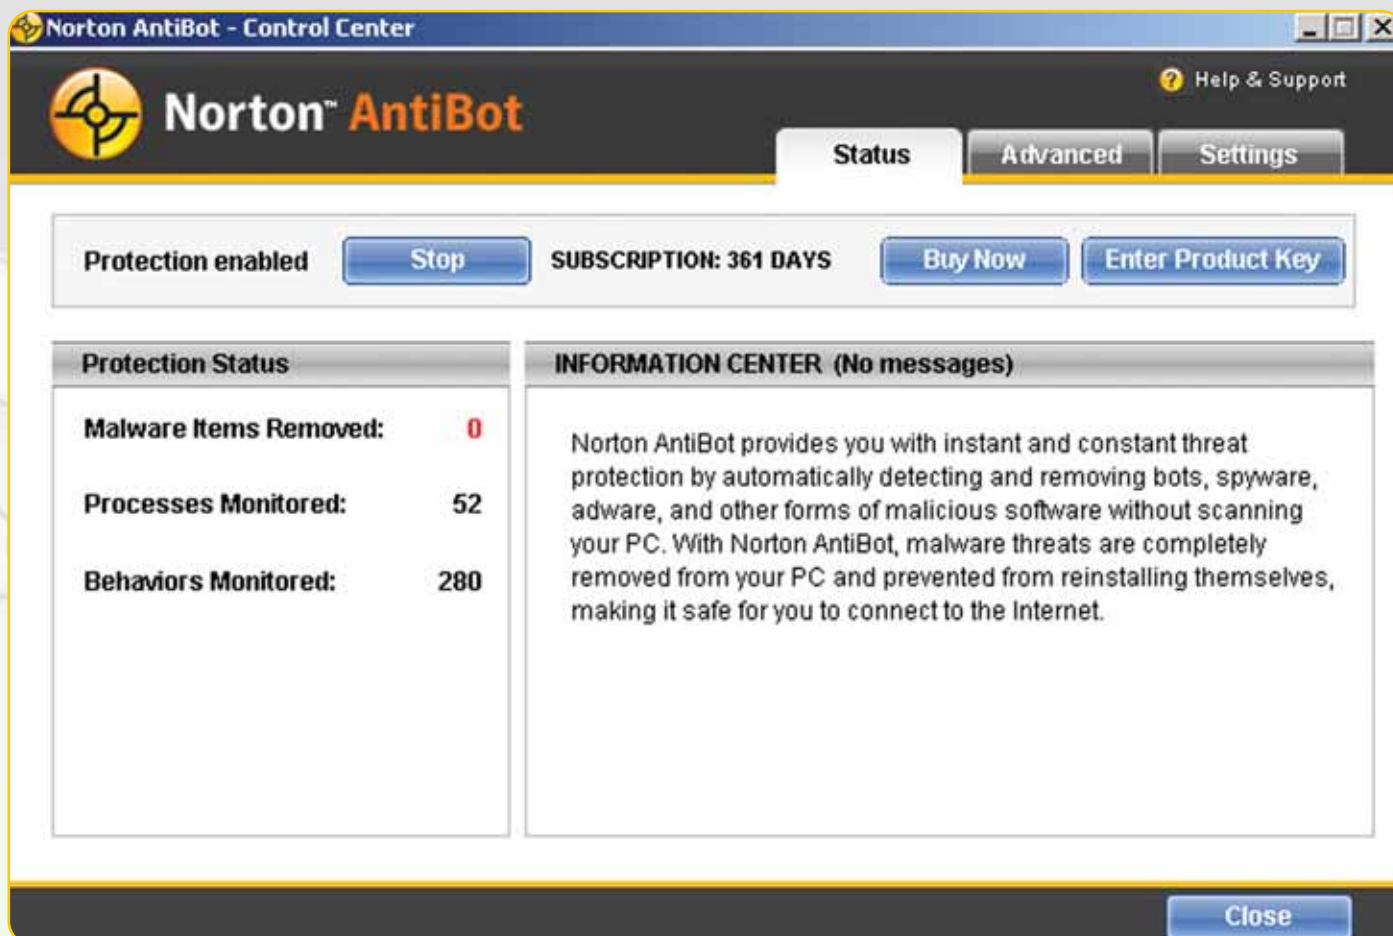 Norton AntiBot - Control Center
Help & Support
Norton™ AntiBot
Status Advanced Settings
Protection enabled Stop SUBSCRIPTION: 361 DAYS Buy Now Enter Product Key
Protection Status
Malware Items Removed: 0
Processes Monitored: 52
Behaviors Monitored: 280
INFORMATION CENTER (No messages)
Norton AntiBot provides you with instant and constant threat
protection by automatically detecting and removing bots, spyware,
adware, and other forms of malicious software without scanning
your PC. With Norton AntiBot, malware threats are completely
removed from your PC and prevented from reinstalling themselves,
making it safe for you to connect to the Internet.
Close